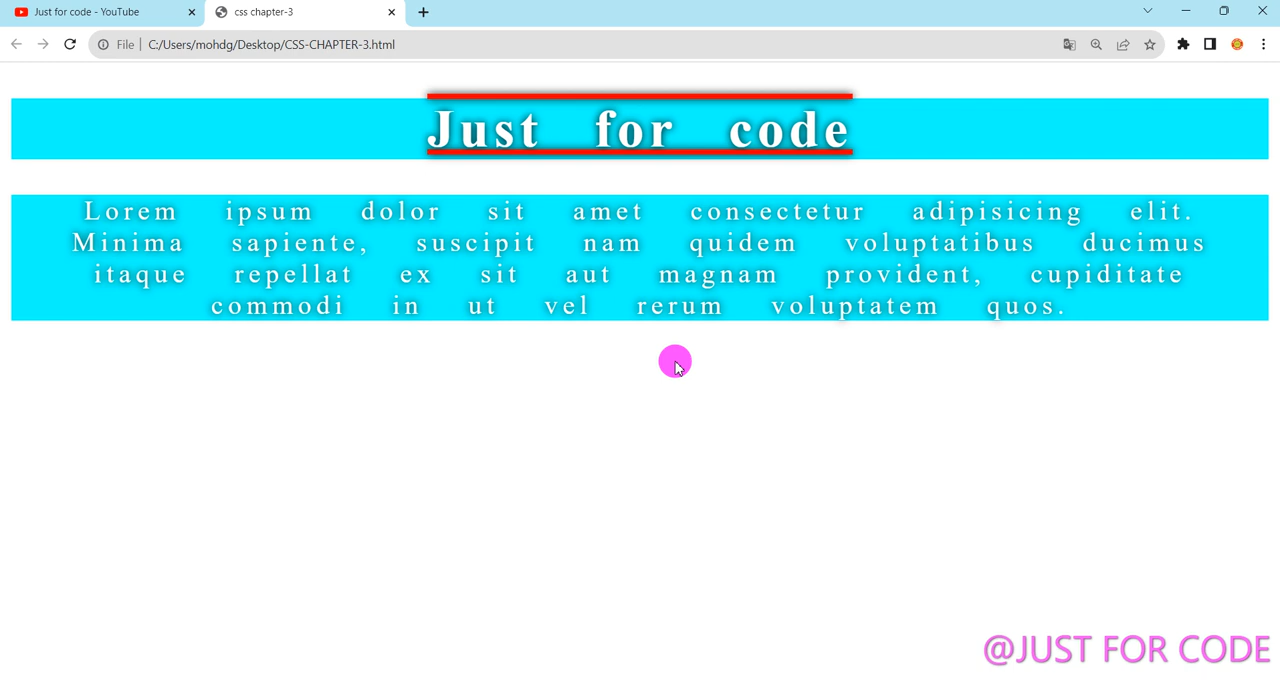 Just for code - YouTube
css chapter-3
File
C:/Users/mohdg/Desktop/CSS-CHAPTER-3.html
Just for code
Lorem ipsum dolor sit amet consectetur adipisicing elit.
Minima sapiente, suscipit nam quidem voluptatibus ducimus
itaque repellat ex sit aut magnam provident, cupiditate
commodi in ut vel rerum voluptatem quos.
@JUST FOR CODE